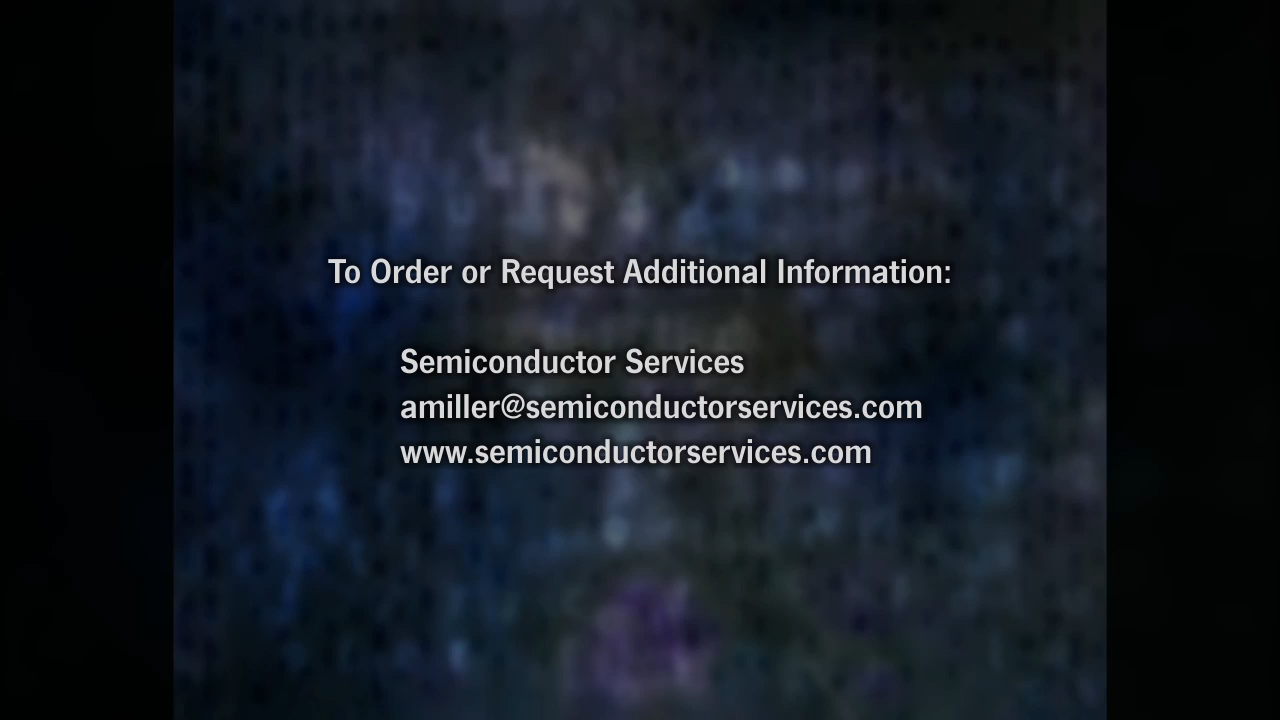 To Order or Request Additional Information:
Semiconductor Services
amiller@semiconductorservices.com
www.semiconductorservices.com